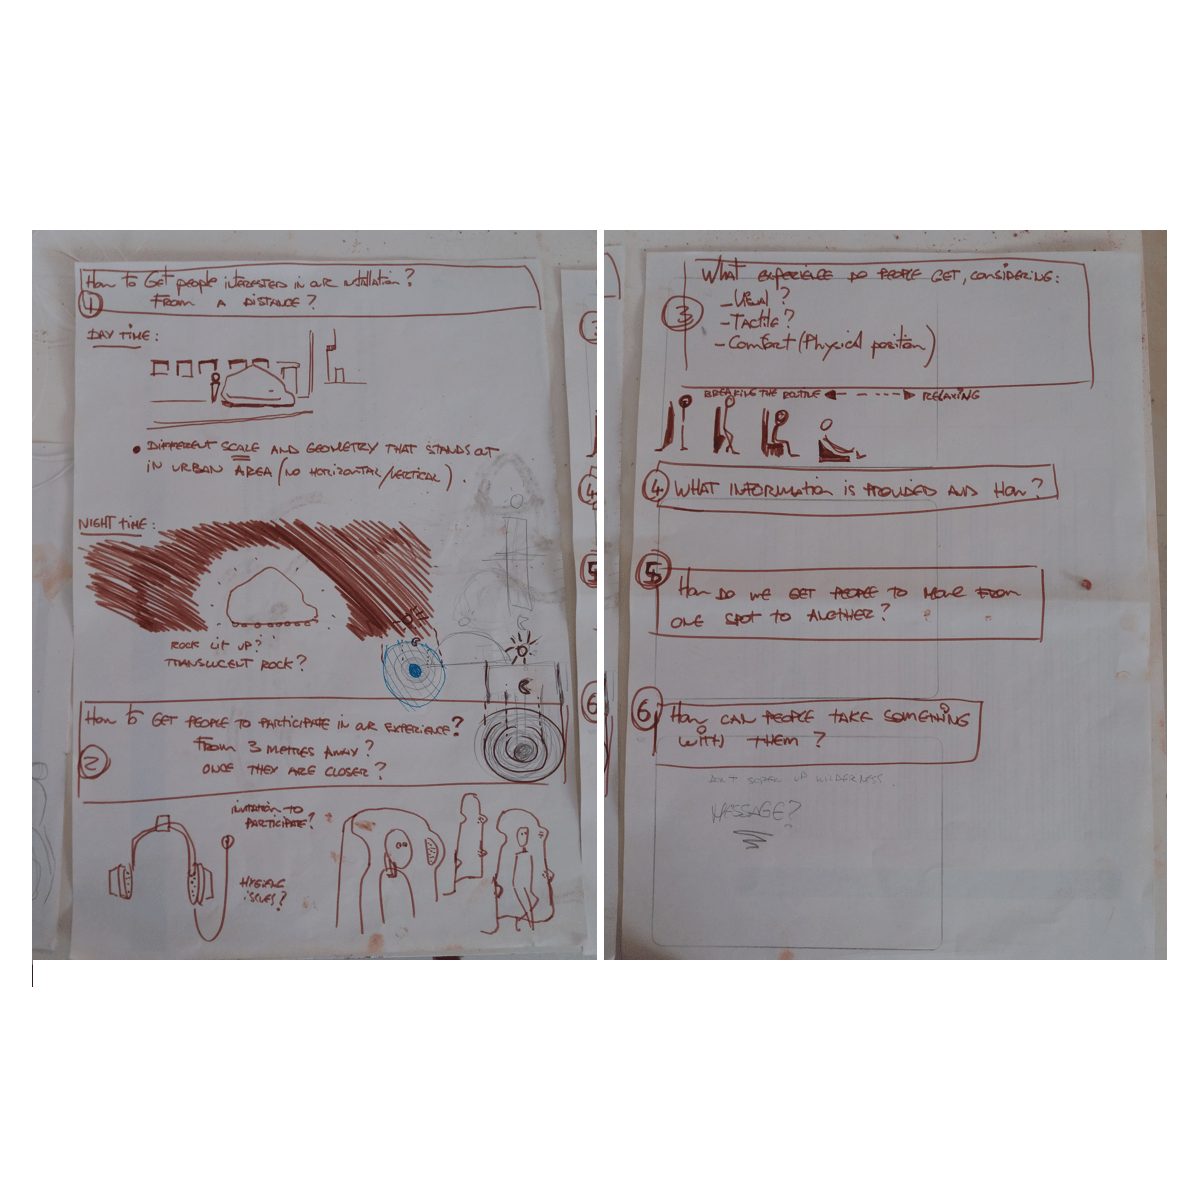 How to Get people interested in our installation?
From a distance?
1
DAY TIME:
• DIFFERENT SCALE AND GEOMETRY THAT STANDS OUT
IN URBAN AREA (NO HORIZONTAL/VERTICAL).
NIGHT TIME:
ROCK LIT UP?
TRANSLUCENT ROCK?
How to GET PEOPLE TO PARTICIPATE IN OUR EXPERIENCE?
FROM 3 METRES AWAY?
ONCE THEY ARE CLOSER?
2
INVITATION TO
PARTICIPATE?
HYGIENE
ISSUES?
What EXPERIENCE DO PEOPLE GET, CONSIDERING:
- Visual?
- Tactile?
- Comfort (Physical position)
3
BREAKING THE ROUTINE
RELAXING
4 WHAT INFORMATION IS PROVIDED AND How?
5
How DO WE GET PEOPLE TO MOVE FROM
ONE SPOT TO ANOTHER?
6 How CAN PEOPLE TAKE SOMETHING
WITH THEM?
UP WILDERNESS
MESSAGE?
3
4
5
6